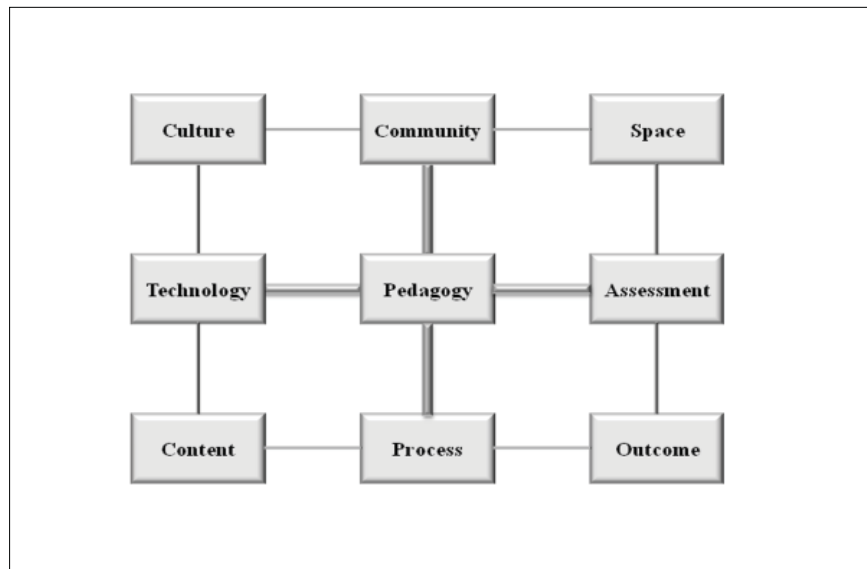 Culture
Community
Space
Technology
Pedagogy
Assessment
Content
Process
Outcome